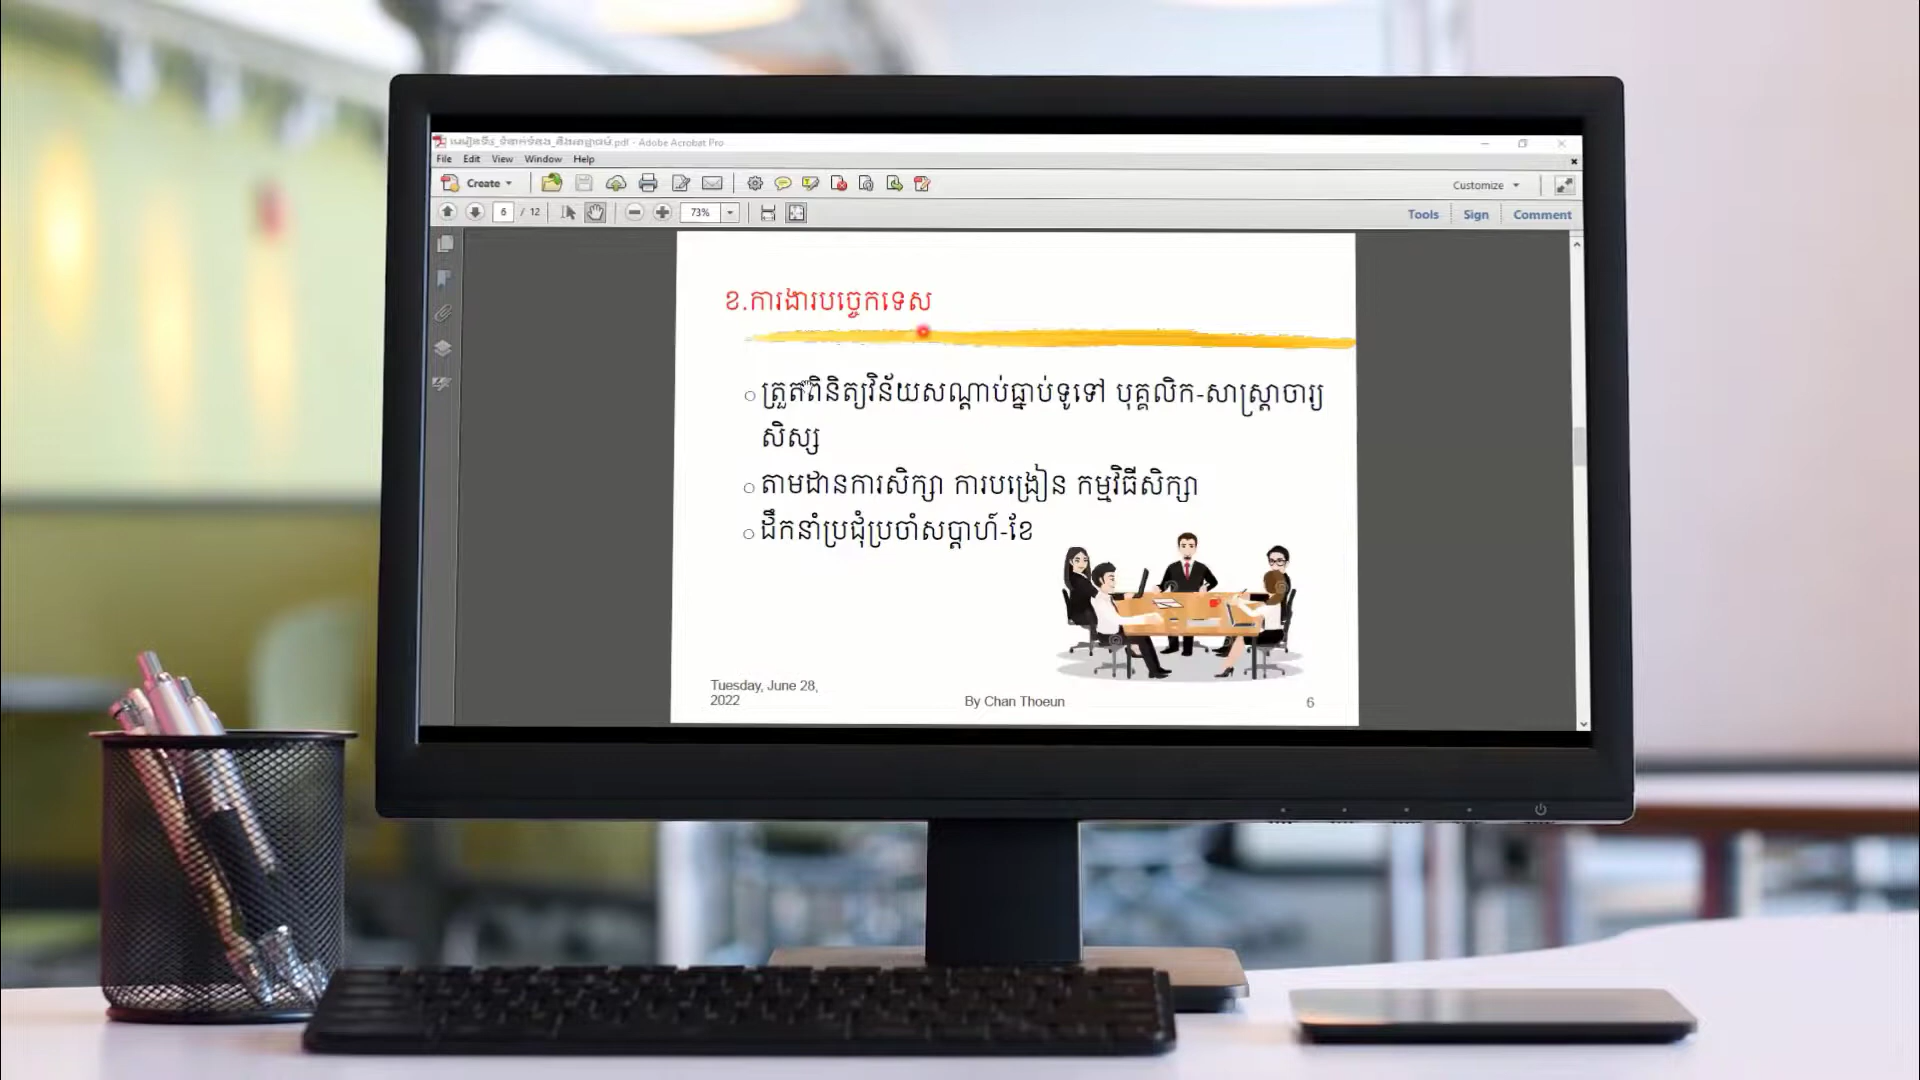 .pdf - Adobe Acrobat Pro
File Edit View Window Help
Create
Customize
6 / 12
73%
Tools Sign Comment
ខ.ការងារបច្ចេកទេស
ត្រួតពិនិត្យវិន័យសណ្តាប់ធ្នាប់ទូទៅ បុគ្គលិក-សាស្ត្រាចារ្យ
សិស្ស
តាមដានការសិក្សា ការបង្រៀន កម្មវិធីសិក្សា
ដឹកនាំប្រជុំប្រចាំសប្តាហ៍-ខែ
Tuesday, June 28,
2022
By Chan Thoeun
6